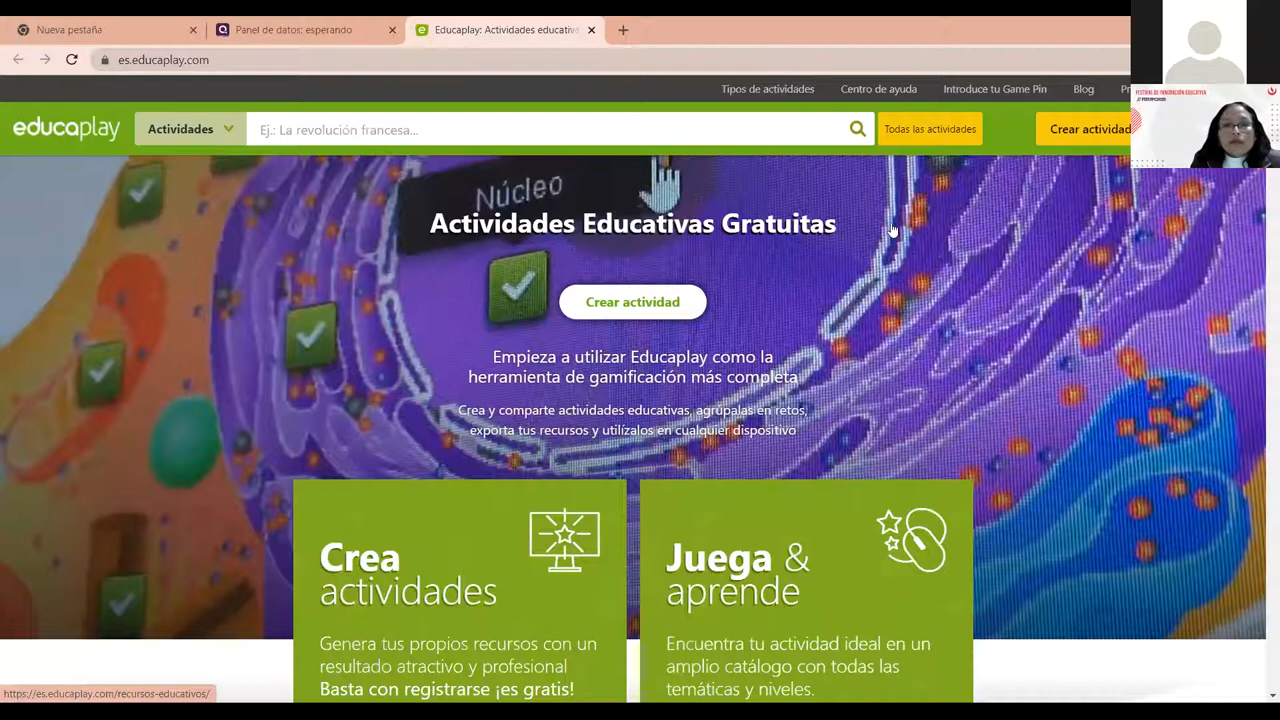 Nueva pestaña
Panel de datos: esperando
Educaplay: Actividades educativ
es.educaplay.com
Tipos de actividades
Centro de ayuda
Introduce tu Game Pin
Blog
Pr
educaplay
Actividades
Ej.: La revolución francesa...
Todas las actividades
Crear actividad
FESTIVAL DE INNOVACIÓN EDUCATIVA
Núcleo
Actividades Educativas Gratuitas
Crear actividad
Empieza a utilizar Educaplay como la
herramienta de gamificación más completa
Crea y comparte actividades educativas, agrúpalas en retos,
exporta tus recursos y utilízalos en cualquier dispositivo
Crea
actividades
Genera tus propios recursos con un
resultado atractivo y profesional
Basta con registrarse ¡es gratis!
Juega &
aprende
Encuentra tu actividad ideal en un
amplio catálogo con todas las
temáticas y niveles.
https://es.educaplay.com/recursos-educativos/